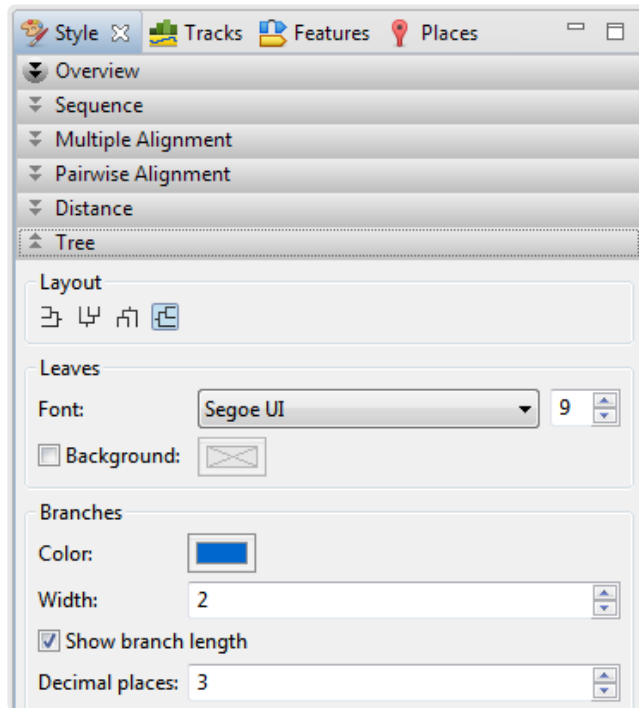 Style Tracks Features Places
Overview
Sequence
Multiple Alignment
Pairwise Alignment
Distance
Tree
Layout
Leaves
Font: Segoe UI 9
Background:
Branches
Color:
Width: 2
Show branch length
Decimal places: 3